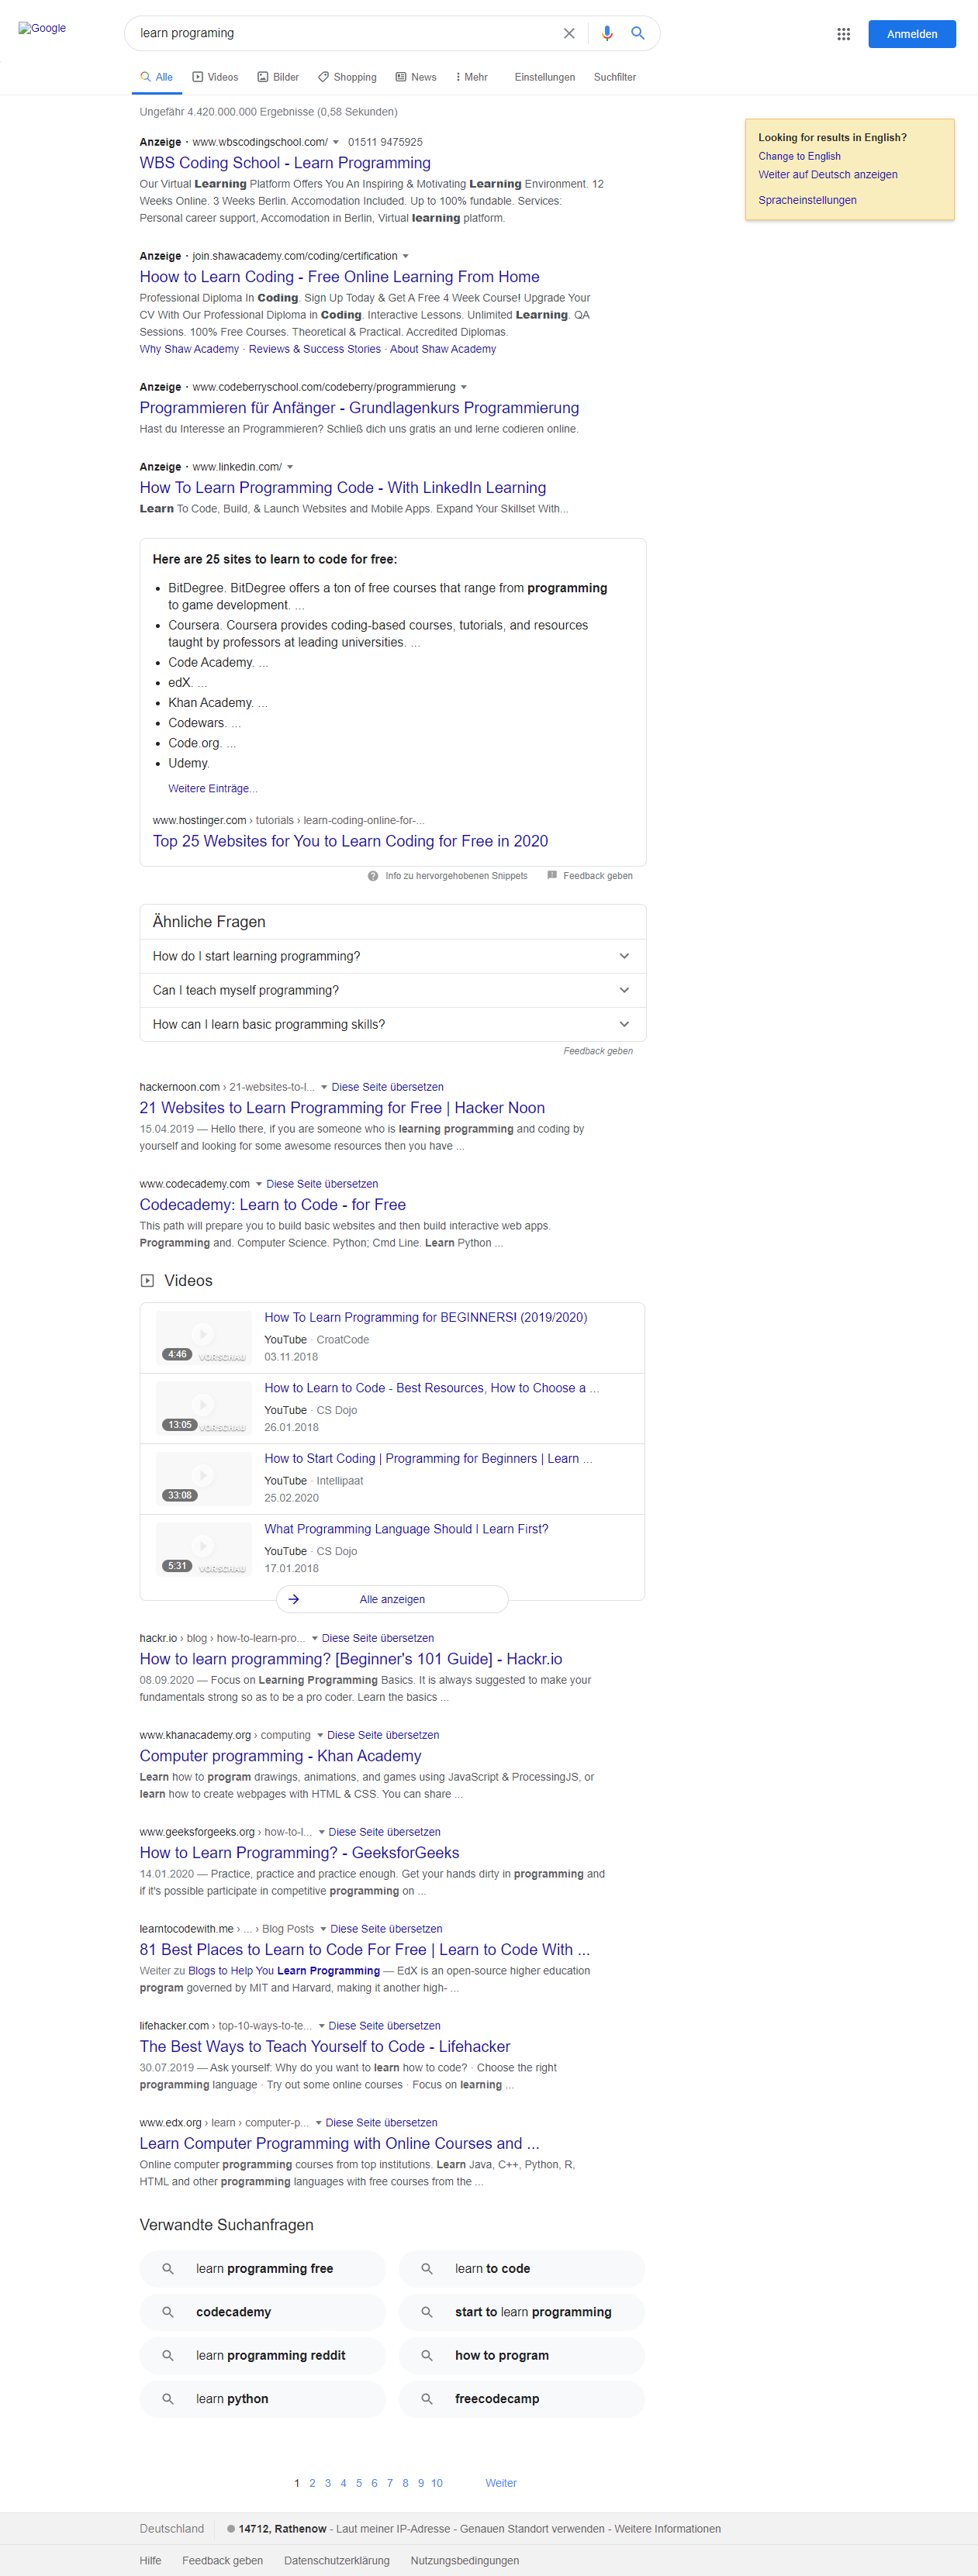 Google
learn programing
Anmelden
Alle Videos Bilder Shopping News Mehr Einstellungen Suchfilter
Ungefähr 4.420.000.000 Ergebnisse (0,58 Sekunden)
Looking for results in English?
Change to English
Weiter auf Deutsch anzeigen
Spracheinstellungen
Anzeige · www.wbscodingschool.com/ 01511 9475925
WBS Coding School - Learn Programming
Our Virtual Learning Platform Offers You An Inspiring & Motivating Learning Environment. 12
Weeks Online. 3 Weeks Berlin. Accomodation Included. Up to 100% fundable. Services:
Personal career support, Accomodation in Berlin, Virtual learning platform.
Anzeige · join.shawacademy.com/coding/certification
Hoow to Learn Coding - Free Online Learning From Home
Professional Diploma In Coding. Sign Up Today & Get A Free 4 Week Course! Upgrade Your
CV With Our Professional Diploma in Coding. Interactive Lessons. Unlimited Learning. QA
Sessions. 100% Free Courses. Theoretical & Practical. Accredited Diplomas.
Why Shaw Academy · Reviews & Success Stories · About Shaw Academy
Anzeige · www.codeberryschool.com/codeberry/programmierung
Programmieren für Anfänger - Grundlagenkurs Programmierung
Hast du Interesse an Programmieren? Schließ dich uns gratis an und lerne codieren online.
Anzeige · www.linkedin.com/
How To Learn Programming Code - With LinkedIn Learning
Learn To Code, Build, & Launch Websites and Mobile Apps. Expand Your Skillset With...
Here are 25 sites to learn to code for free:
• BitDegree. BitDegree offers a ton of free courses that range from programming
to game development. ...
• Coursera. Coursera provides coding-based courses, tutorials, and resources
taught by professors at leading universities. ...
• Code Academy. ...
• edX. ...
• Khan Academy. ...
• Codewars. ...
• Code.org. ...
• Udemy.
Weitere Einträge...
www.hostinger.com › tutorials › learn-coding-online-for-...
Top 25 Websites for You to Learn Coding for Free in 2020
Info zu hervorgehobenen Snippets Feedback geben
Ähnliche Fragen
How do I start learning programming?
Can I teach myself programming?
How can I learn basic programming skills?
Feedback geben
hackernoon.com › 21-websites-to-l... Diese Seite übersetzen
21 Websites to Learn Programming for Free | Hacker Noon
15.04.2019 — Hello there, if you are someone who is learning programming and coding by
yourself and looking for some awesome resources then you have ...
www.codecademy.com Diese Seite übersetzen
Codecademy: Learn to Code - for Free
This path will prepare you to build basic websites and then build interactive web apps.
Programming and. Computer Science. Python; Cmd Line. Learn Python ...
Videos
How To Learn Programming for BEGINNERS! (2019/2020)
YouTube · CroatCode
4:46 VORSCHAU 03.11.2018
How to Learn to Code - Best Resources, How to Choose a ...
YouTube · CS Dojo
13:05 VORSCHAU 26.01.2018
How to Start Coding | Programming for Beginners | Learn ...
YouTube · Intellipaat
33:08 25.02.2020
What Programming Language Should I Learn First?
YouTube · CS Dojo
5:31 VORSCHAU 17.01.2018
Alle anzeigen
hackr.io › blog › how-to-learn-pro... Diese Seite übersetzen
How to learn programming? [Beginner's 101 Guide] - Hackr.io
08.09.2020 — Focus on Learning Programming Basics. It is always suggested to make your
fundamentals strong so as to be a pro coder. Learn the basics ...
www.khanacademy.org › computing Diese Seite übersetzen
Computer programming - Khan Academy
Learn how to program drawings, animations, and games using JavaScript & ProcessingJS, or
learn how to create webpages with HTML & CSS. You can share ...
www.geeksforgeeks.org › how-to-l... Diese Seite übersetzen
How to Learn Programming? - GeeksforGeeks
14.01.2020 — Practice, practice and practice enough. Get your hands dirty in programming and
if it's possible participate in competitive programming on ...
learntocodewith.me › ... › Blog Posts Diese Seite übersetzen
81 Best Places to Learn to Code For Free | Learn to Code With ...
Weiter zu Blogs to Help You Learn Programming — EdX is an open-source higher education
program governed by MIT and Harvard, making it another high- ...
lifehacker.com › top-10-ways-to-te... Diese Seite übersetzen
The Best Ways to Teach Yourself to Code - Lifehacker
30.07.2019 — Ask yourself: Why do you want to learn how to code? · Choose the right
programming language · Try out some online courses · Focus on learning ...
www.edx.org › learn › computer-p... Diese Seite übersetzen
Learn Computer Programming with Online Courses and ...
Online computer programming courses from top institutions. Learn Java, C++, Python, R,
HTML and other programming languages with free courses from the ...
Verwandte Suchanfragen
learn programming free learn to code
codecademy start to learn programming
learn programming reddit how to program
learn python freecodecamp
1 2 3 4 5 6 7 8 9 10 Weiter
Deutschland 14712, Rathenow - Laut meiner IP-Adresse - Genauen Standort verwenden - Weitere Informationen
Hilfe Feedback geben Datenschutzerklärung Nutzungsbedingungen